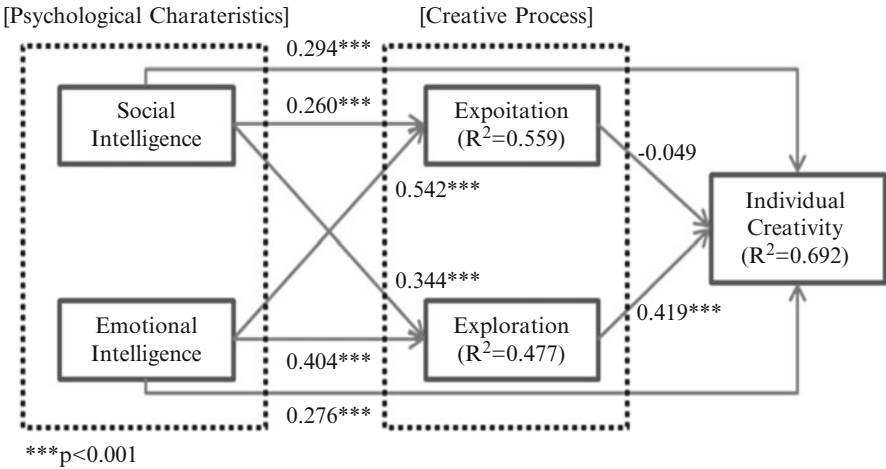 [Psychological Charateristics]
[Creative Process]
0.294***
Social
Intelligence
0.260***
Expoitation
(R²=0.559)
-0.049
0.542***
Individual
Creativity
(R²=0.692)
0.344***
Emotional
Intelligence
0.404***
Exploration
(R²=0.477)
0.419***
0.276***
***p<0.001